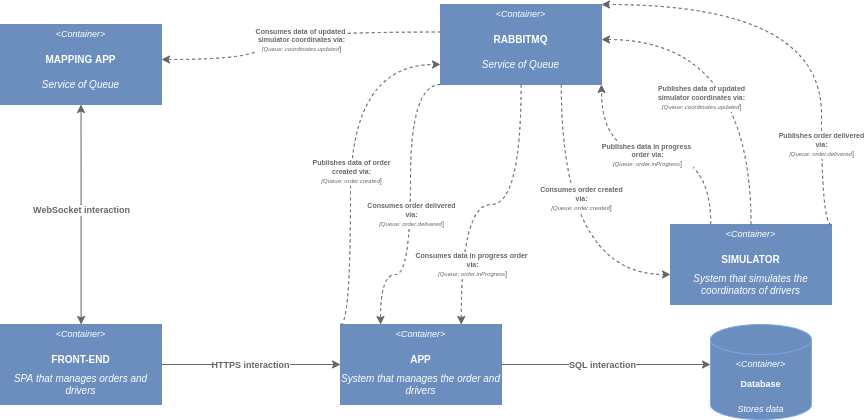 <Container>
MAPPING APP
Service of Queue
Consumes data of updated
simulator coordinates via:
[Queue: coordinates.updated]
<Container>
RABBITMQ
Service of Queue
Publishes data of updated
simulator coordinates via:
[Queue: coordinates.updated]
Publishes order delivered
via:
[Queue: order.delivered]
Publishes data in progress
order via:
[Queue: order.inProgress]
Publishes data of order
created via:
[Queue: order.created]
Consumes order created
via:
[Queue: order.created]
Consumes order delivered
via:
[Queue: order.delivered]
WebSocket interaction
Consumes data in progress order
via:
[Queue: order.inProgress]
<Container>
SIMULATOR
System that simulates the
coordinators of drivers
<Container>
FRONT-END
SPA that manages orders and
drivers
HTTPS interaction
<Container>
APP
System that manages the order and
drivers
SQL interaction
<Container>
Database
Stores data